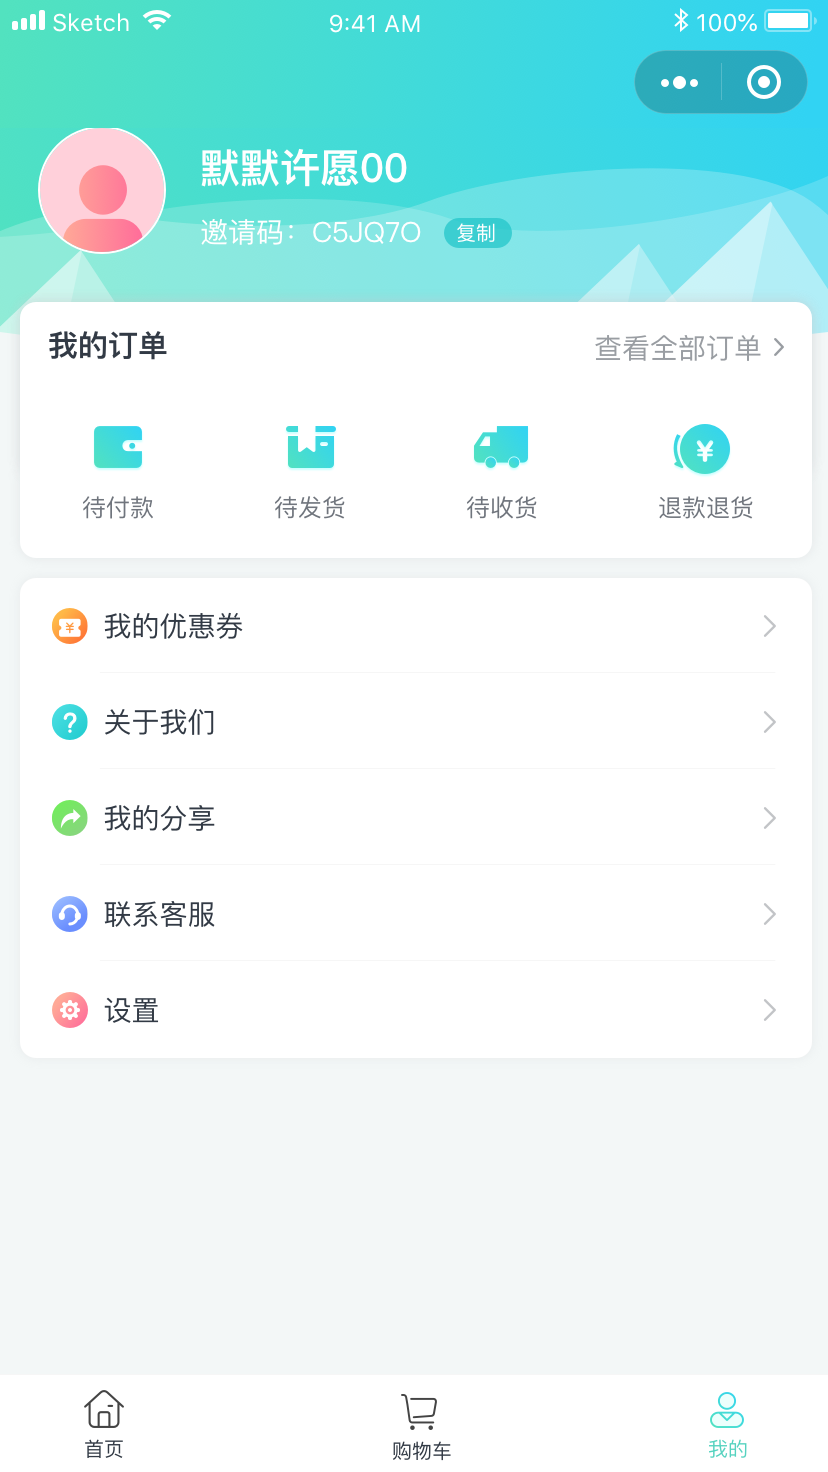 Sketch 9:41 AM 100%
默默许愿00
邀请码：C5JQ7O 复制
我的订单 查看全部订单
¥
待付款 待发货 待收货 退款退货
¥ 我的优惠券
? 关于我们
我的分享
联系客服
设置
首页 购物车 我的